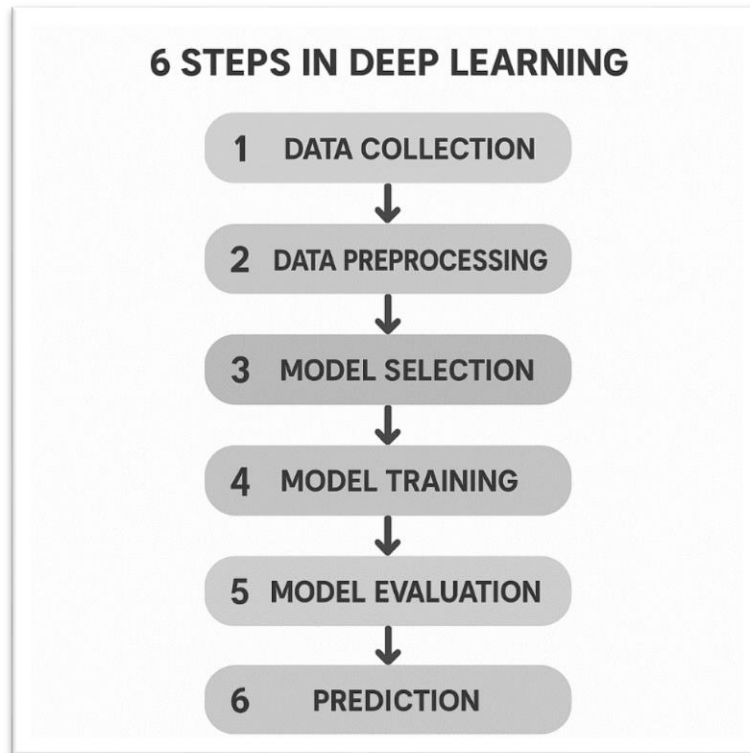 6 STEPS IN DEEP LEARNING
1 DATA COLLECTION
2 DATA PREPROCESSING
3 MODEL SELECTION
4 MODEL TRAINING
5 MODEL EVALUATION
6 PREDICTION